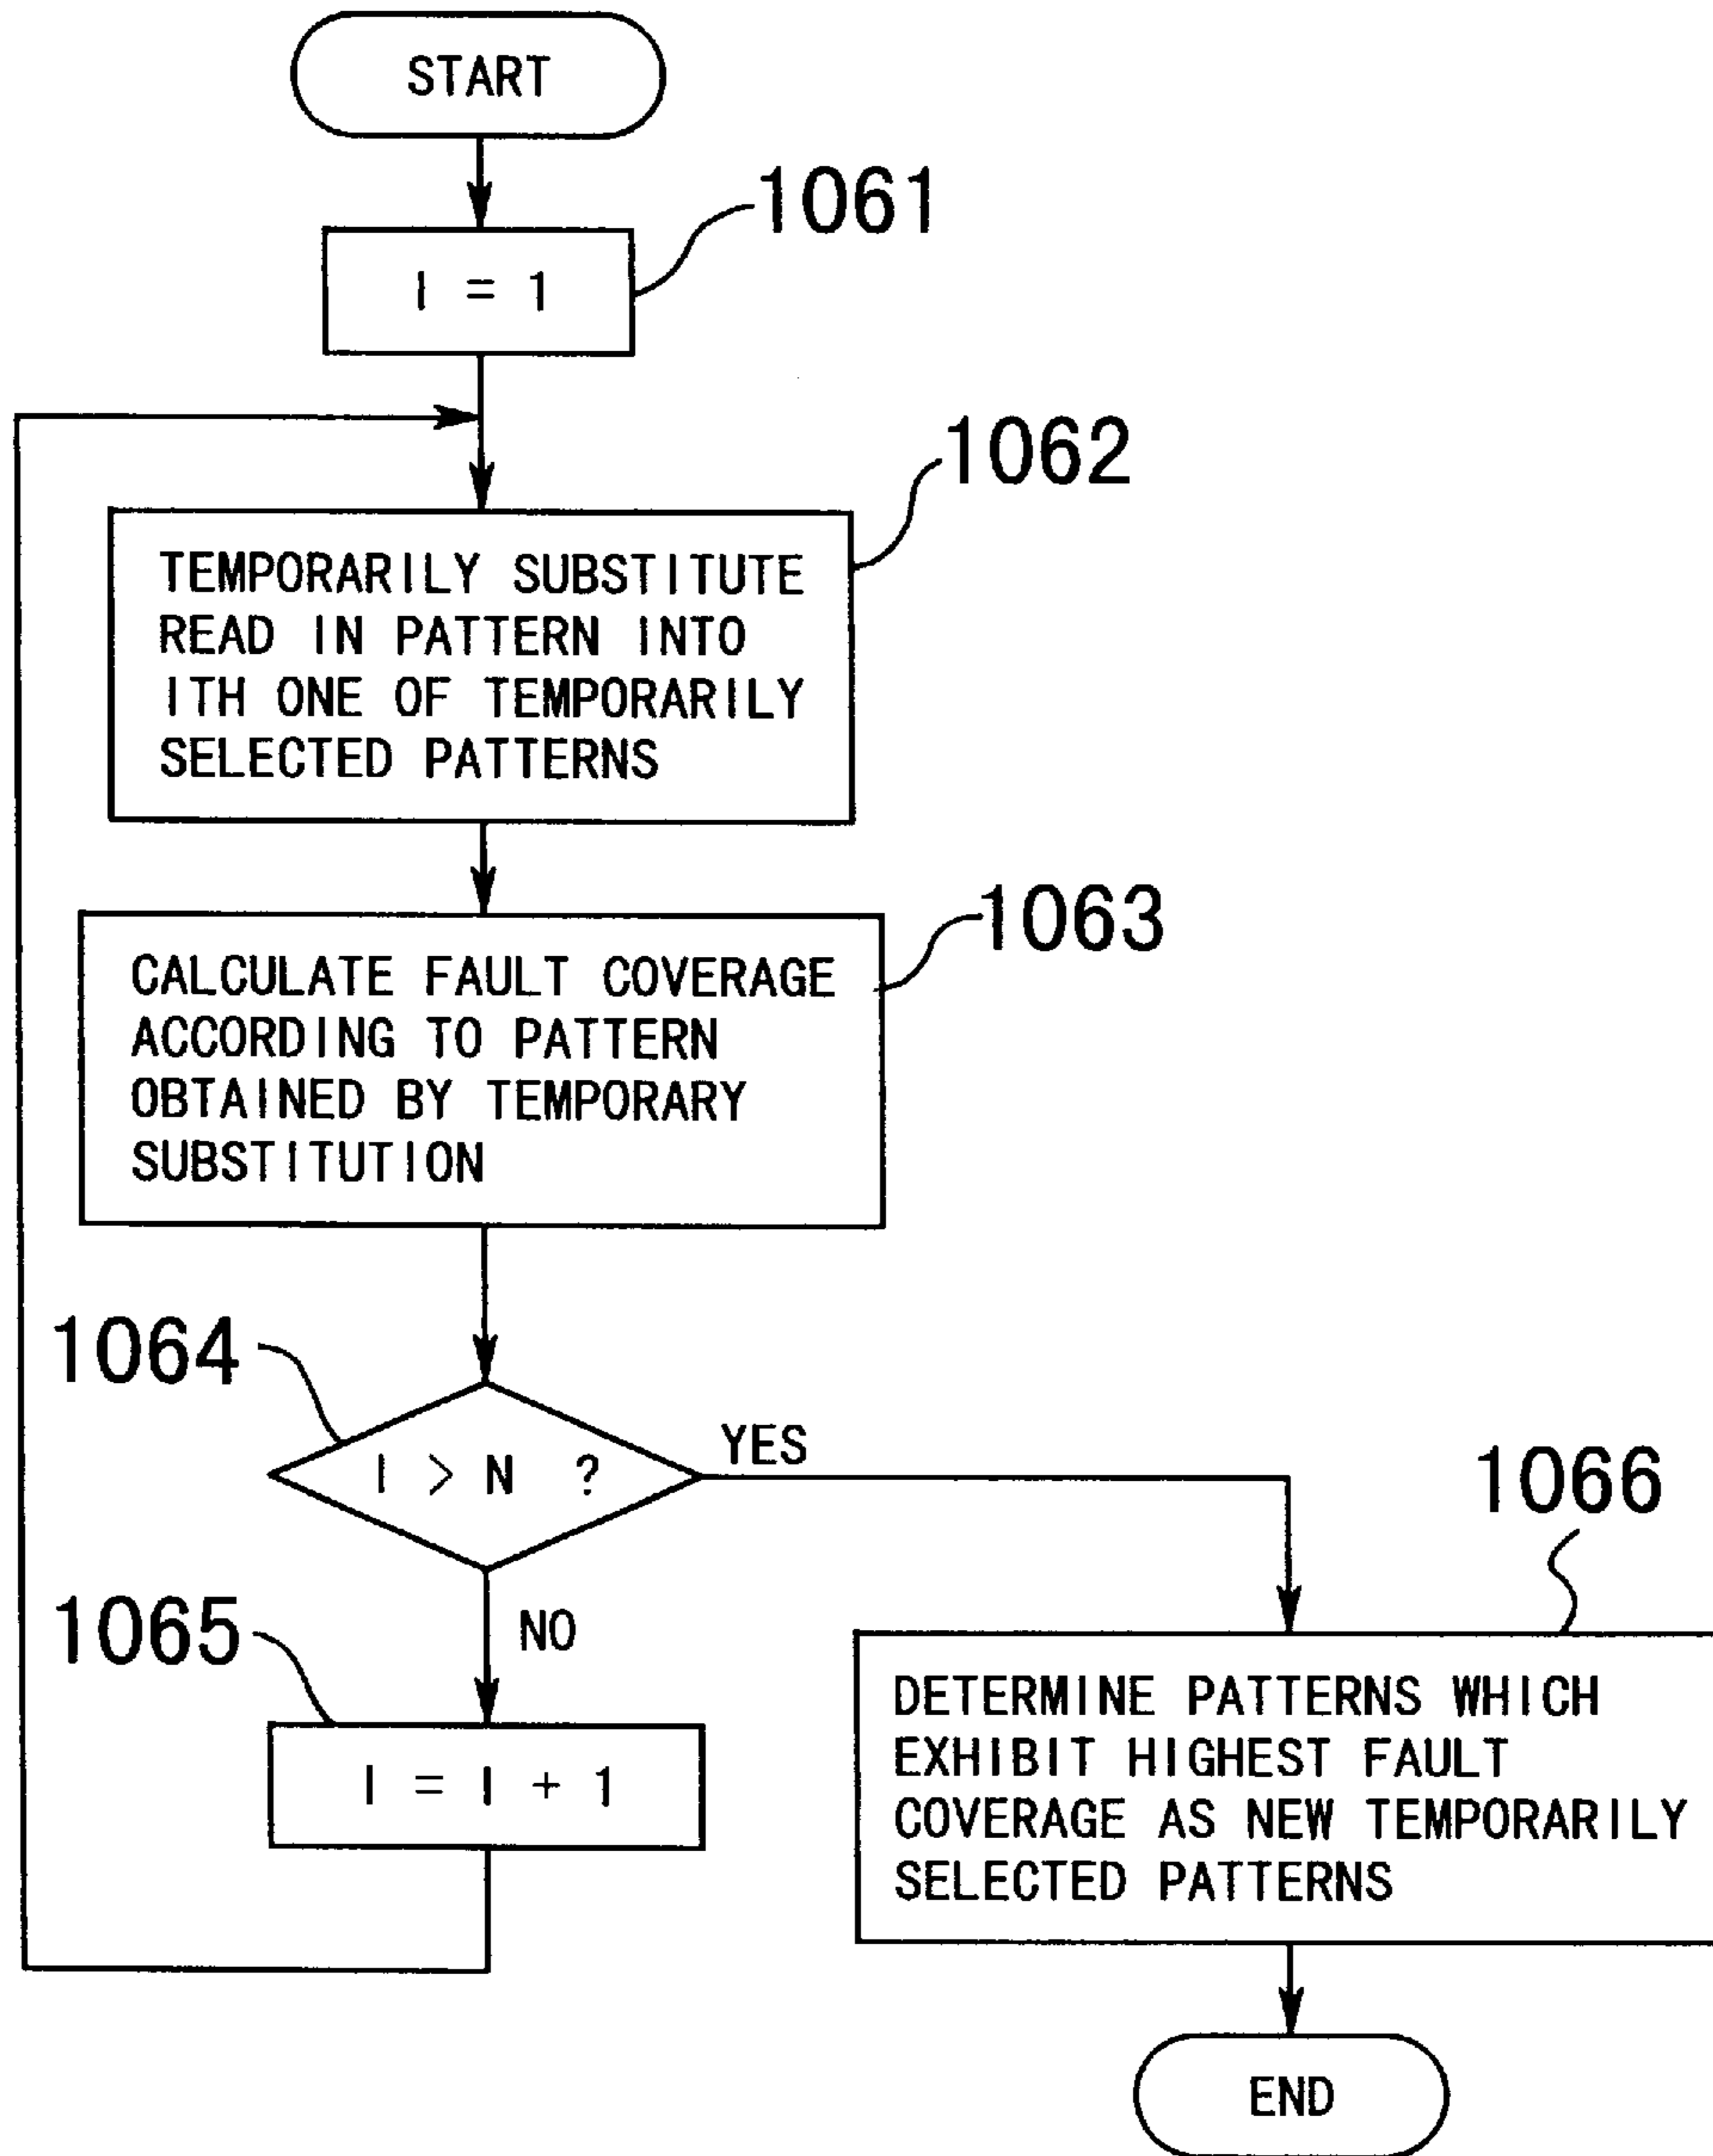 START
1061
I = 1
1062
TEMPORARILY SUBSTITUTE
READ IN PATTERN INTO
ITH ONE OF TEMPORARILY
SELECTED PATTERNS
1063
CALCULATE FAULT COVERAGE
ACCORDING TO PATTERN
OBTAINED BY TEMPORARY
SUBSTITUTION
1064
I > N ?
YES
1065
NO
I = I + 1
1066
DETERMINE PATTERNS WHICH
EXHIBIT HIGHEST FAULT
COVERAGE AS NEW TEMPORARILY
SELECTED PATTERNS
END